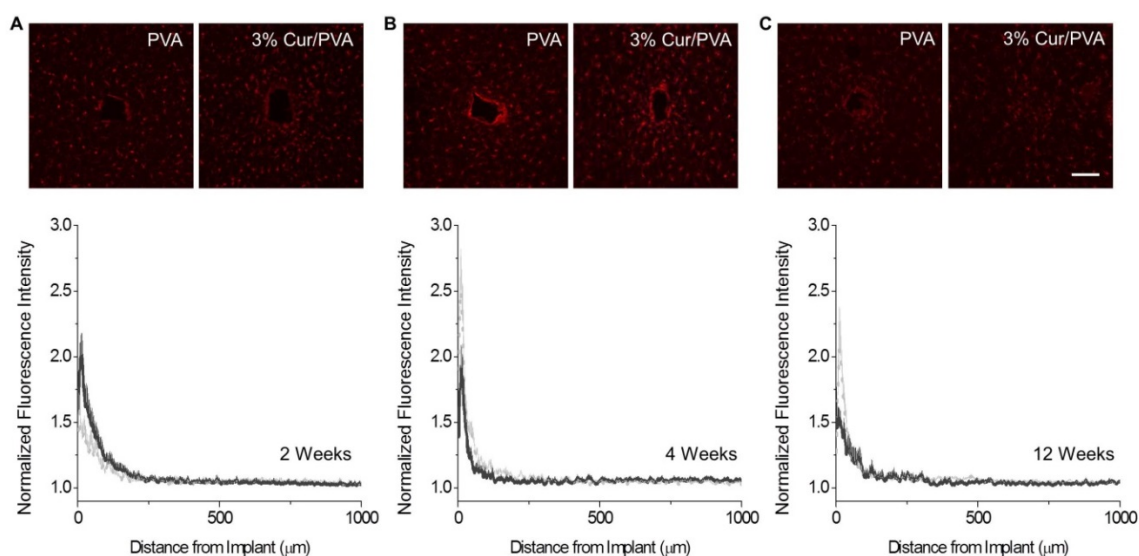 A
PVA
3% Cur/PVA
B
PVA
3% Cur/PVA
C
PVA
3% Cur/PVA
Normalized Fluorescence Intensity
3.0
2.5
2.0
1.5
1.0
2 Weeks
0
500
1000
Distance from Implant (μm)
Normalized Fluorescence Intensity
3.0
2.5
2.0
1.5
1.0
4 Weeks
0
500
1000
Distance from Implant (μm)
Normalized Fluorescence Intensity
3.0
2.5
2.0
1.5
1.0
12 Weeks
0
500
1000
Distance from Implant (μm)